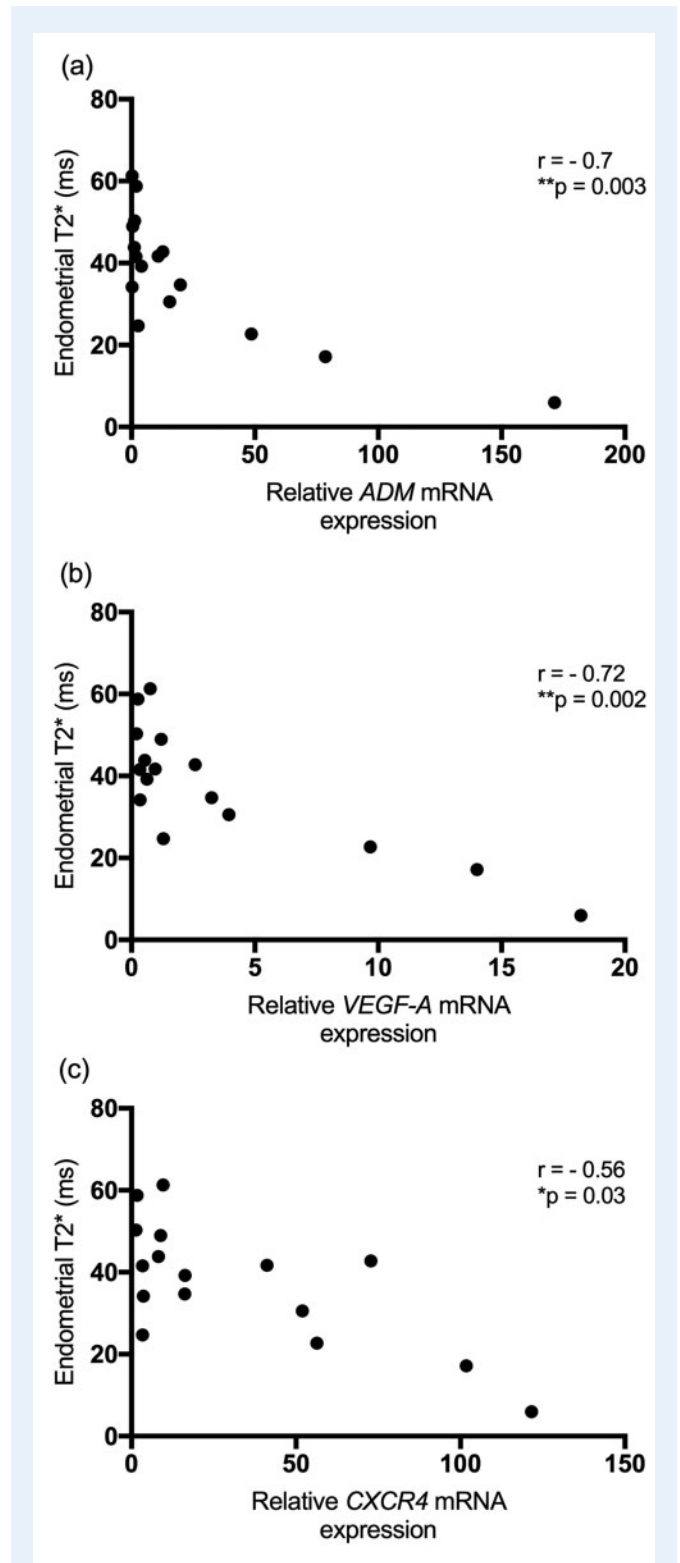 (a)
80
60
40
20
0
Endometrial T2* (ms)
r = - 0.7
**p = 0.003
0 50 100 150 200
Relative ADM mRNA
expression
(b)
80
60
40
20
0
Endometrial T2* (ms)
r = - 0.72
**p = 0.002
0 5 10 15 20
Relative VEGF-A mRNA
expression
(c)
80
60
40
20
0
Endometrial T2* (ms)
r = - 0.56
*p = 0.03
0 50 100 150
Relative CXCR4 mRNA
expression